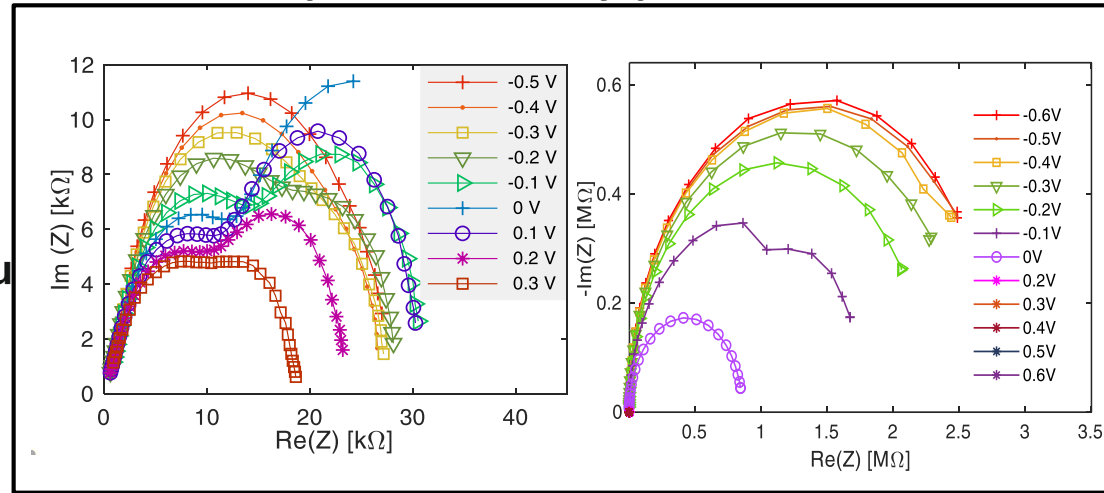 12
10
8
6
4
2
0
Im (Z) [kΩ]
0
10
20
30
40
Re(Z) [kΩ]
-0.5 V
-0.4 V
-0.3 V
-0.2 V
-0.1 V
0 V
0.1 V
0.2 V
0.3 V
0.6
0.4
0.2
0
-Im(Z) [MΩ]
0.5
1
1.5
2
2.5
3
3.5
Re(Z) [MΩ]
-0.6V
-0.5V
-0.4V
-0.3V
-0.2V
-0.1V
0V
0.2V
0.3V
0.4V
0.5V
0.6V